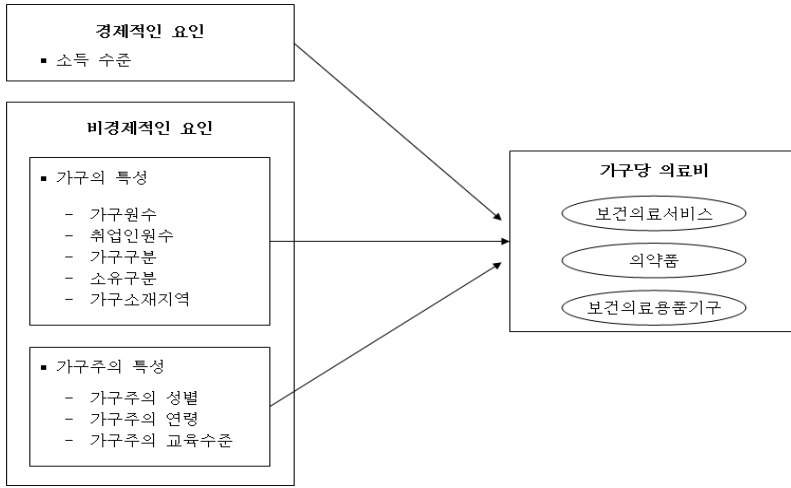 경제적인 요인
▪ 소득 수준
비경제적인 요인
▪ 가구의 특성
– 가구원수
– 취업인원수
– 가구구분
– 소유구분
– 가구소재지역
▪ 가구주의 특성
– 가구주의 성별
– 가구주의 연령
– 가구주의 교육수준
가구당 의료비
보건의료서비스
의약품
보건의료용품기구